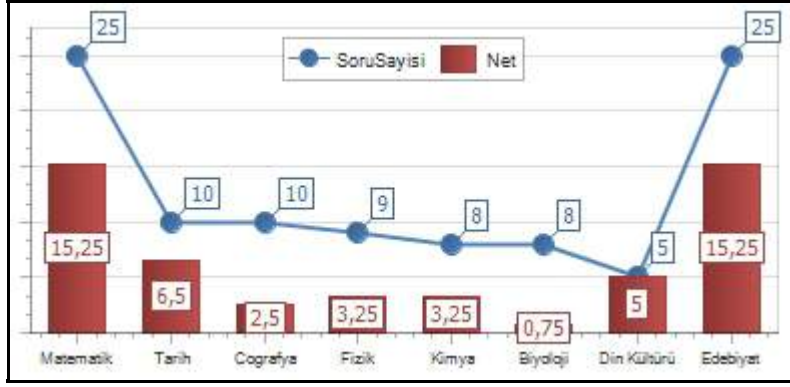 25
25
SoruSayisi
Net
10
10
9
8
8
5
15,25
6,5
2,5
3,25
3,25
0,75
5
15,25
Matematik
Tarih
Cografya
Fizik
Kimya
Biyoloji
Din Kültürü
Edebiyat